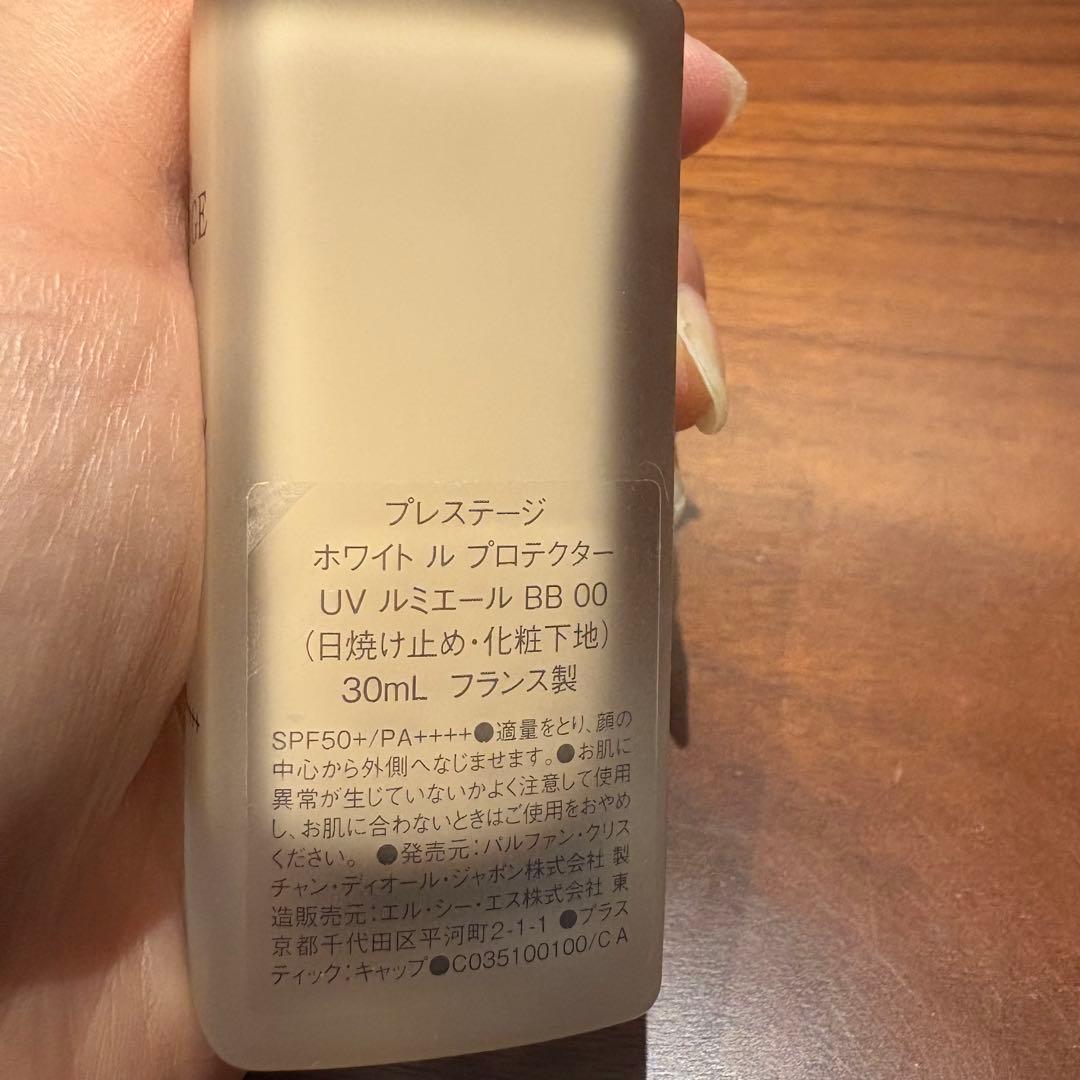 プレステージ
ホワイト ル プロテクター
UV ルミエール BB 00
(日焼け止め・化粧下地)
30mL フランス製
SPF50+/PA++++●適量をとり、顔の
中心から外側へなじませます。●お肌に
異常が生じていないかよく注意して使用
し、お肌に合わないときはご使用をおやめ
ください。 ●発売元:パルファン・クリス
チャン・ディオール・ジャポン株式会社 製
造販売元:エル・シー・エス株式会社 東
京都千代田区平河町2-1-1 ●プラス
ティック:キャップ●C035100100/CA